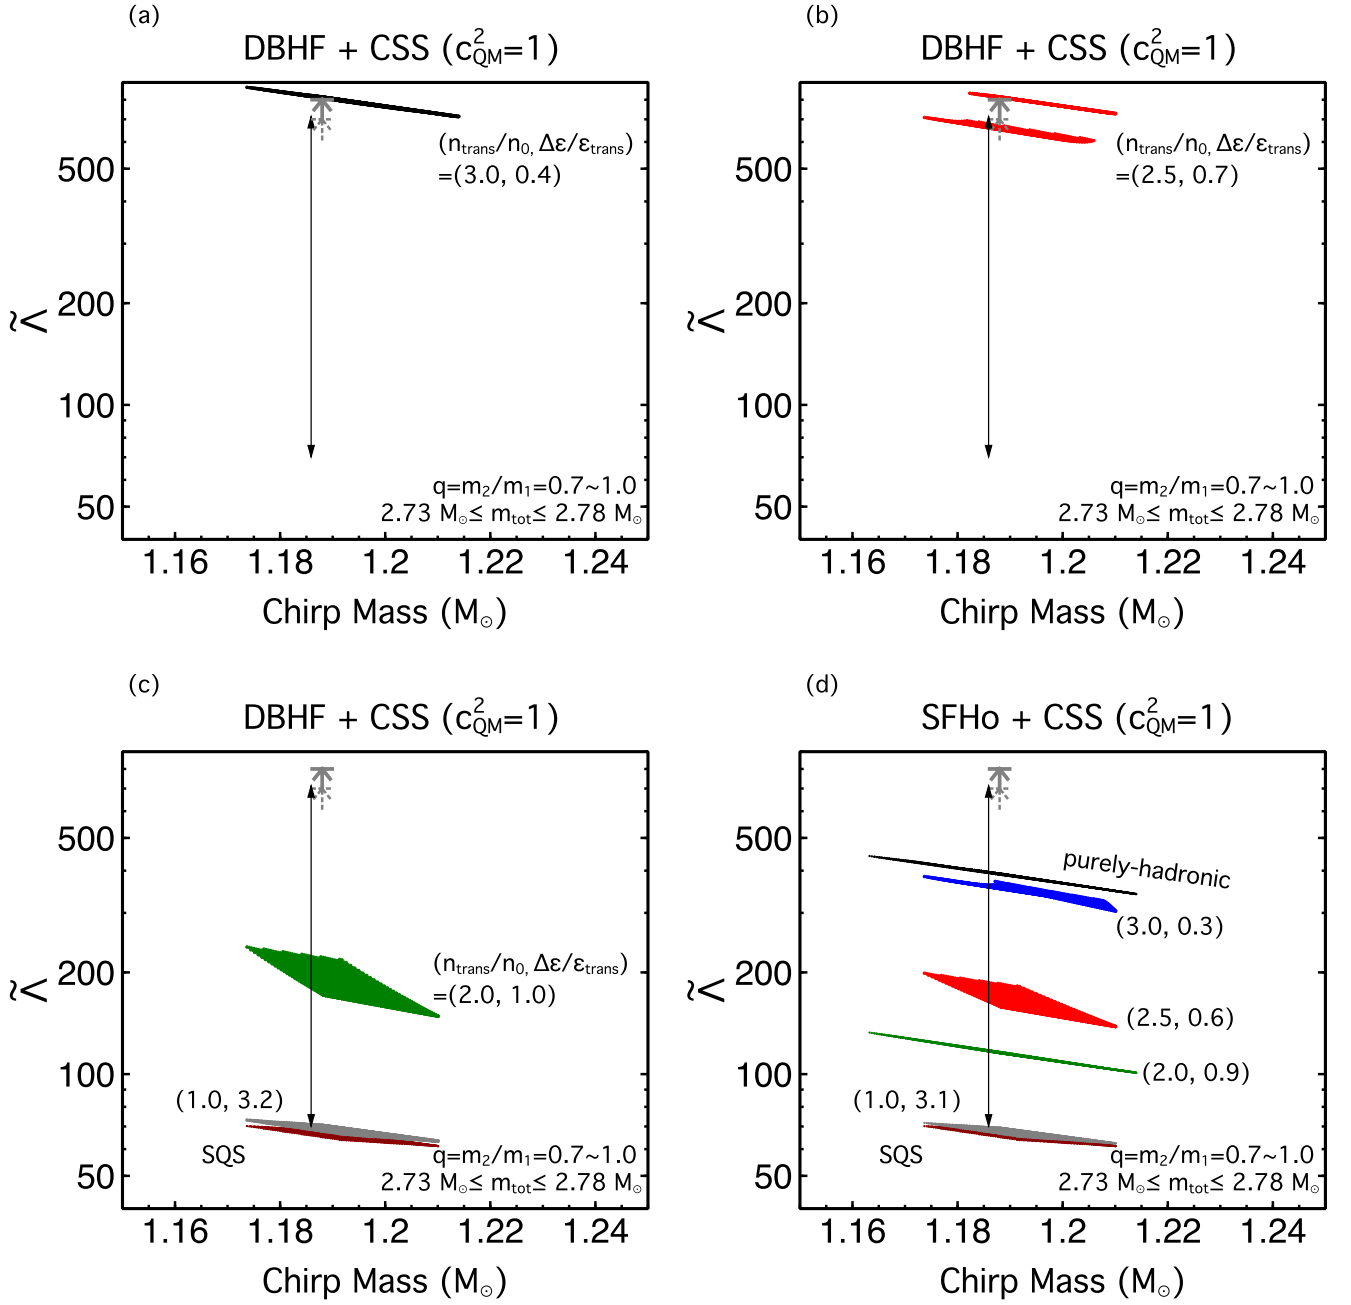 (a)
DBHF + CSS (c²QM=1)
(ntrans/n0, Δε/εtrans)
=(3.0, 0.4)
500
200
100
50
Λ̃
q=m2/m1=0.7~1.0
2.73 M⊙≤ mtot≤ 2.78 M⊙
1.16 1.18 1.2 1.22 1.24
Chirp Mass (M⊙)
(b)
DBHF + CSS (c²QM=1)
(ntrans/n0, Δε/εtrans)
=(2.5, 0.7)
500
200
100
50
Λ̃
q=m2/m1=0.7~1.0
2.73 M⊙≤ mtot≤ 2.78 M⊙
1.16 1.18 1.2 1.22 1.24
Chirp Mass (M⊙)
(c)
DBHF + CSS (c²QM=1)
500
200
100
50
Λ̃
(ntrans/n0, Δε/εtrans)
=(2.0, 1.0)
(1.0, 3.2)
SQS
q=m2/m1=0.7~1.0
2.73 M⊙≤ mtot≤ 2.78 M⊙
1.16 1.18 1.2 1.22 1.24
Chirp Mass (M⊙)
(d)
SFHo + CSS (c²QM=1)
500
200
100
50
Λ̃
purely-hadronic
(3.0, 0.3)
(2.5, 0.6)
(2.0, 0.9)
(1.0, 3.1)
SQS
q=m2/m1=0.7~1.0
2.73 M⊙≤ mtot≤ 2.78 M⊙
1.16 1.18 1.2 1.22 1.24
Chirp Mass (M⊙)